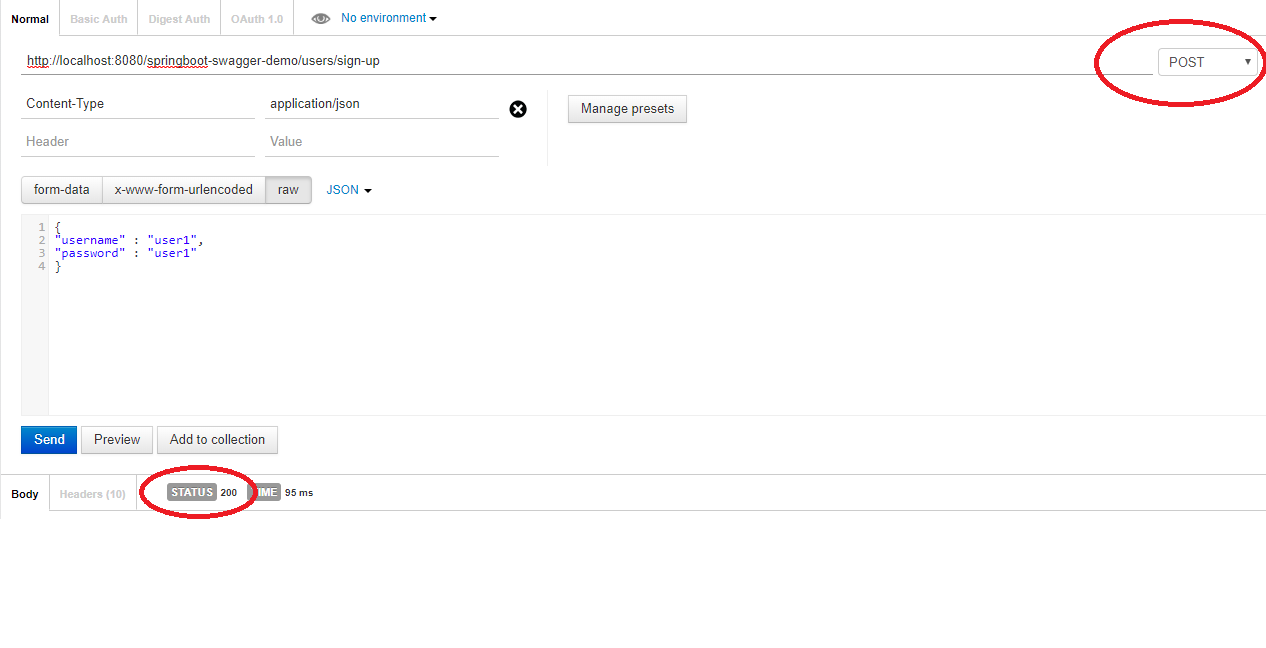 Normal Basic Auth Digest Auth OAuth 1.0 No environment
http://localhost:8080/springboot-swagger-demo/users/sign-up POST
Content-Type application/json Manage presets
Header Value
form-data x-www-form-urlencoded raw JSON
1 {
2 "username" : "user1",
3 "password" : "user1"
4 }
Send Preview Add to collection
Body Headers (10) STATUS 200 TIME 95 ms